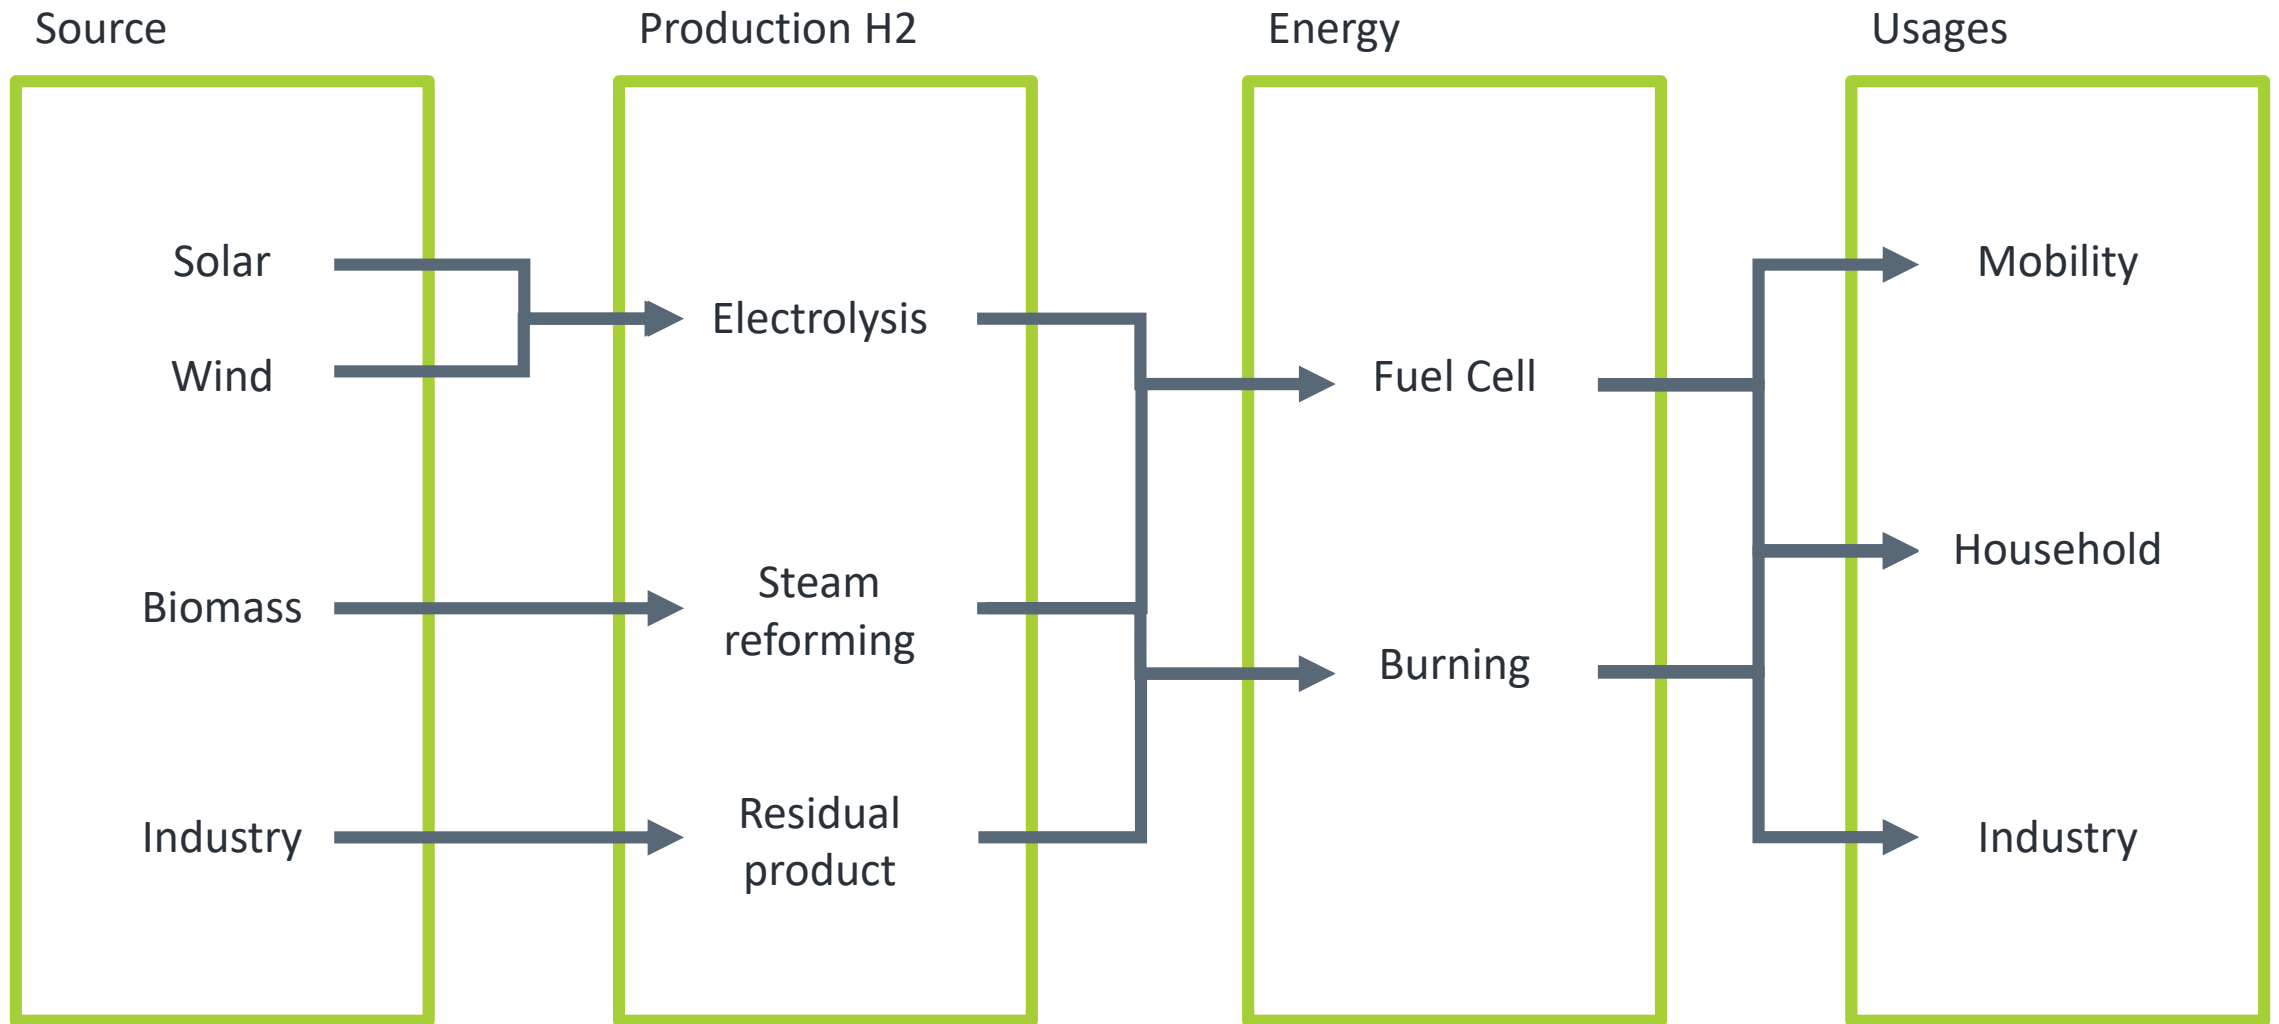 Source
Production H2
Energy
Usages
Solar
Wind
Biomass
Industry
Electrolysis
Steam
reforming
Residual
product
Fuel Cell
Burning
Mobility
Household
Industry